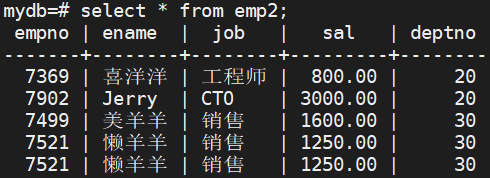 mydb=# select * from emp2;
empno | ename | job | sal | deptno
-------+--------+--------+---------+--------
7369 | 喜洋洋 | 工程师 | 800.00 | 20
7902 | Jerry | CTO | 3000.00 | 20
7499 | 美羊羊 | 销售 | 1600.00 | 30
7521 | 懒羊羊 | 销售 | 1250.00 | 30
7521 | 懒羊羊 | 销售 | 1250.00 | 30